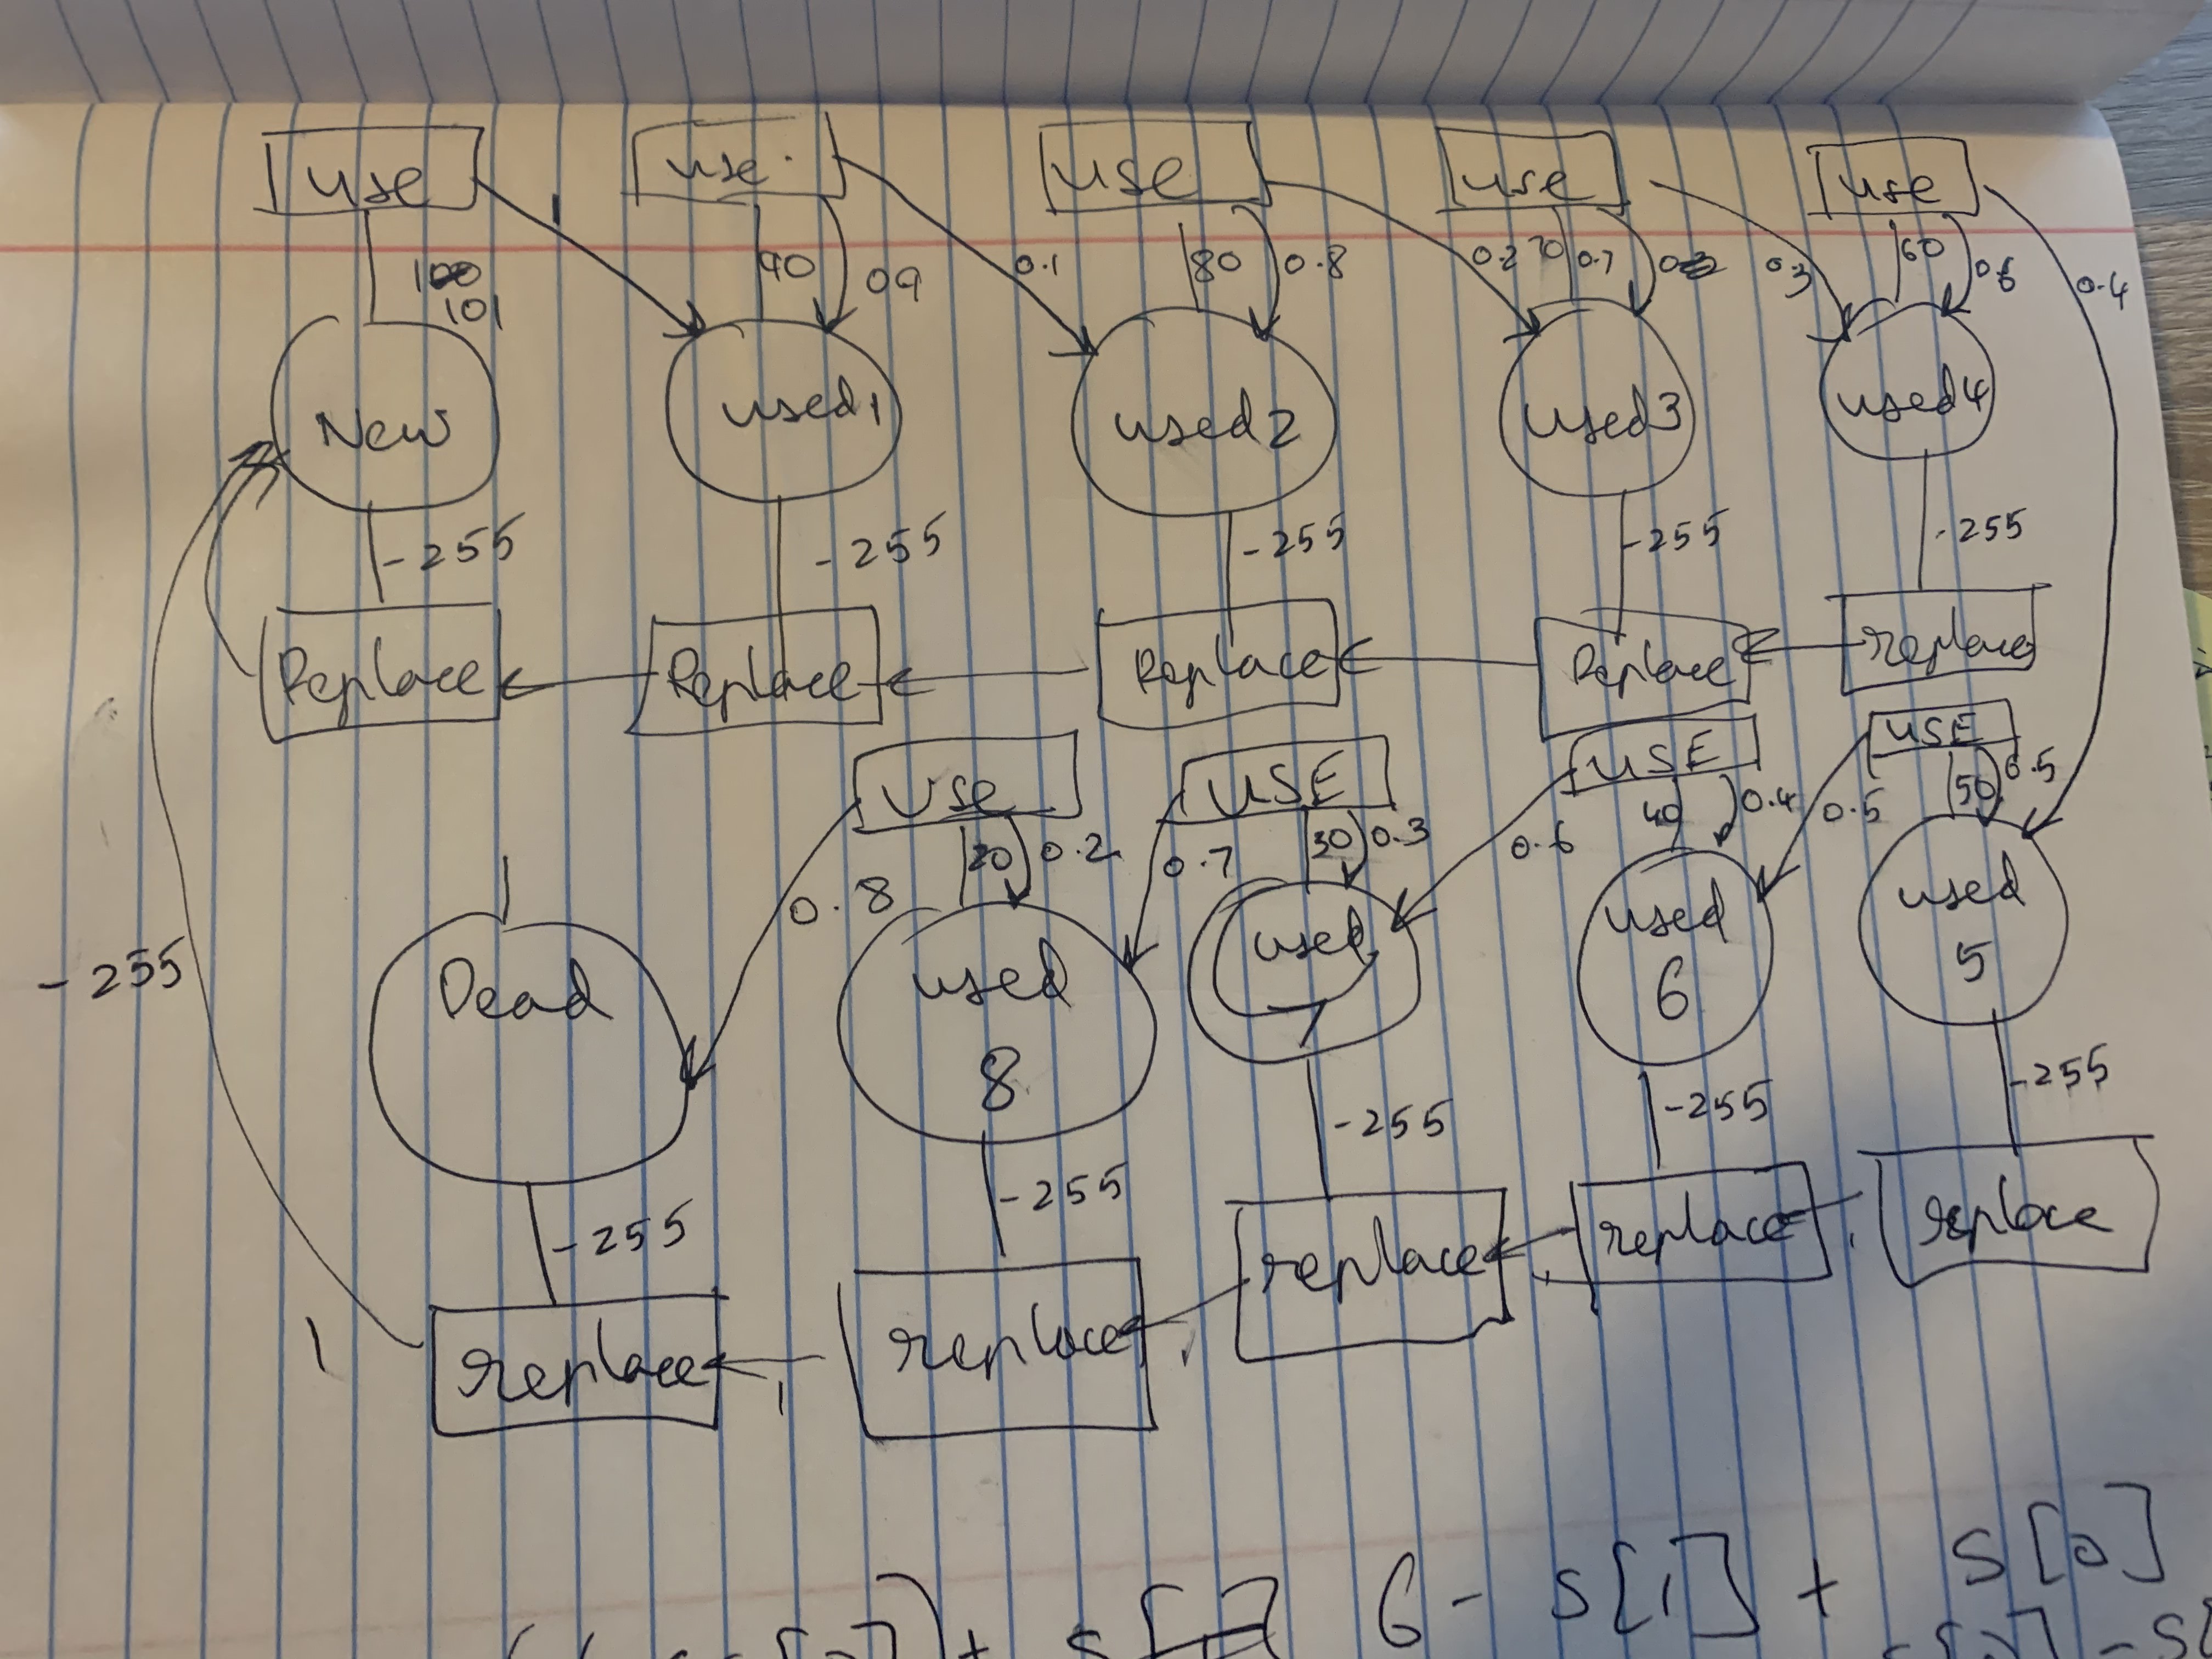 use use. use use use
100 90 80 70 60
101 0.9 0.8 0.7 0.6
1 0.1 0.2 0.3 0.4
New used1 used2 used3 used4
-255 -255 -255 -255 -255
Replace Replace Replace Replace replace
-255
use USE USE USE
0.8 20 0.2 0.7 30 0.3 0.6 40 0.4 0.5 50 0.5
Dead used 8 used 7 used 6 used 5
-255 -255 -255 -255 -255
replace replace replace replace replace
1 1
6 - S[1] + S[0]